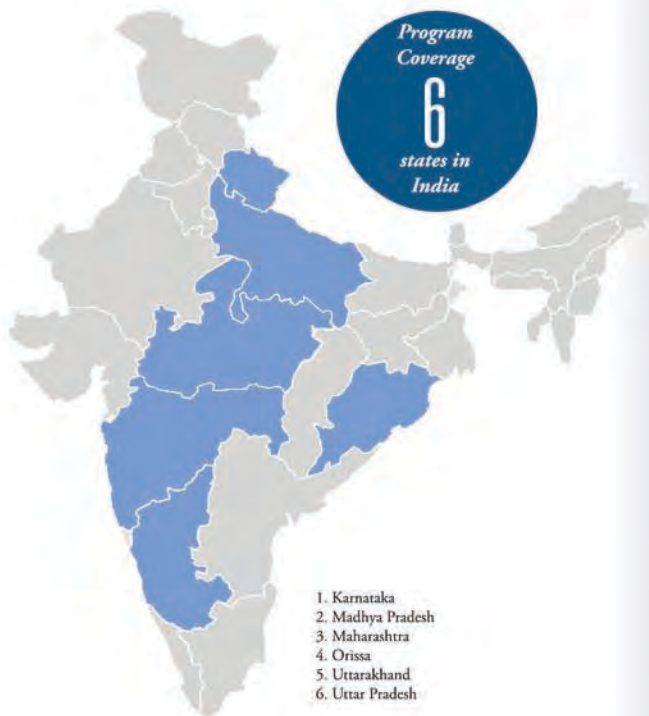 Program
Coverage
6
states in
India
1. Karnataka
2. Madhya Pradesh
3. Maharashtra
4. Orissa
5. Uttarakhand
6. Uttar Pradesh